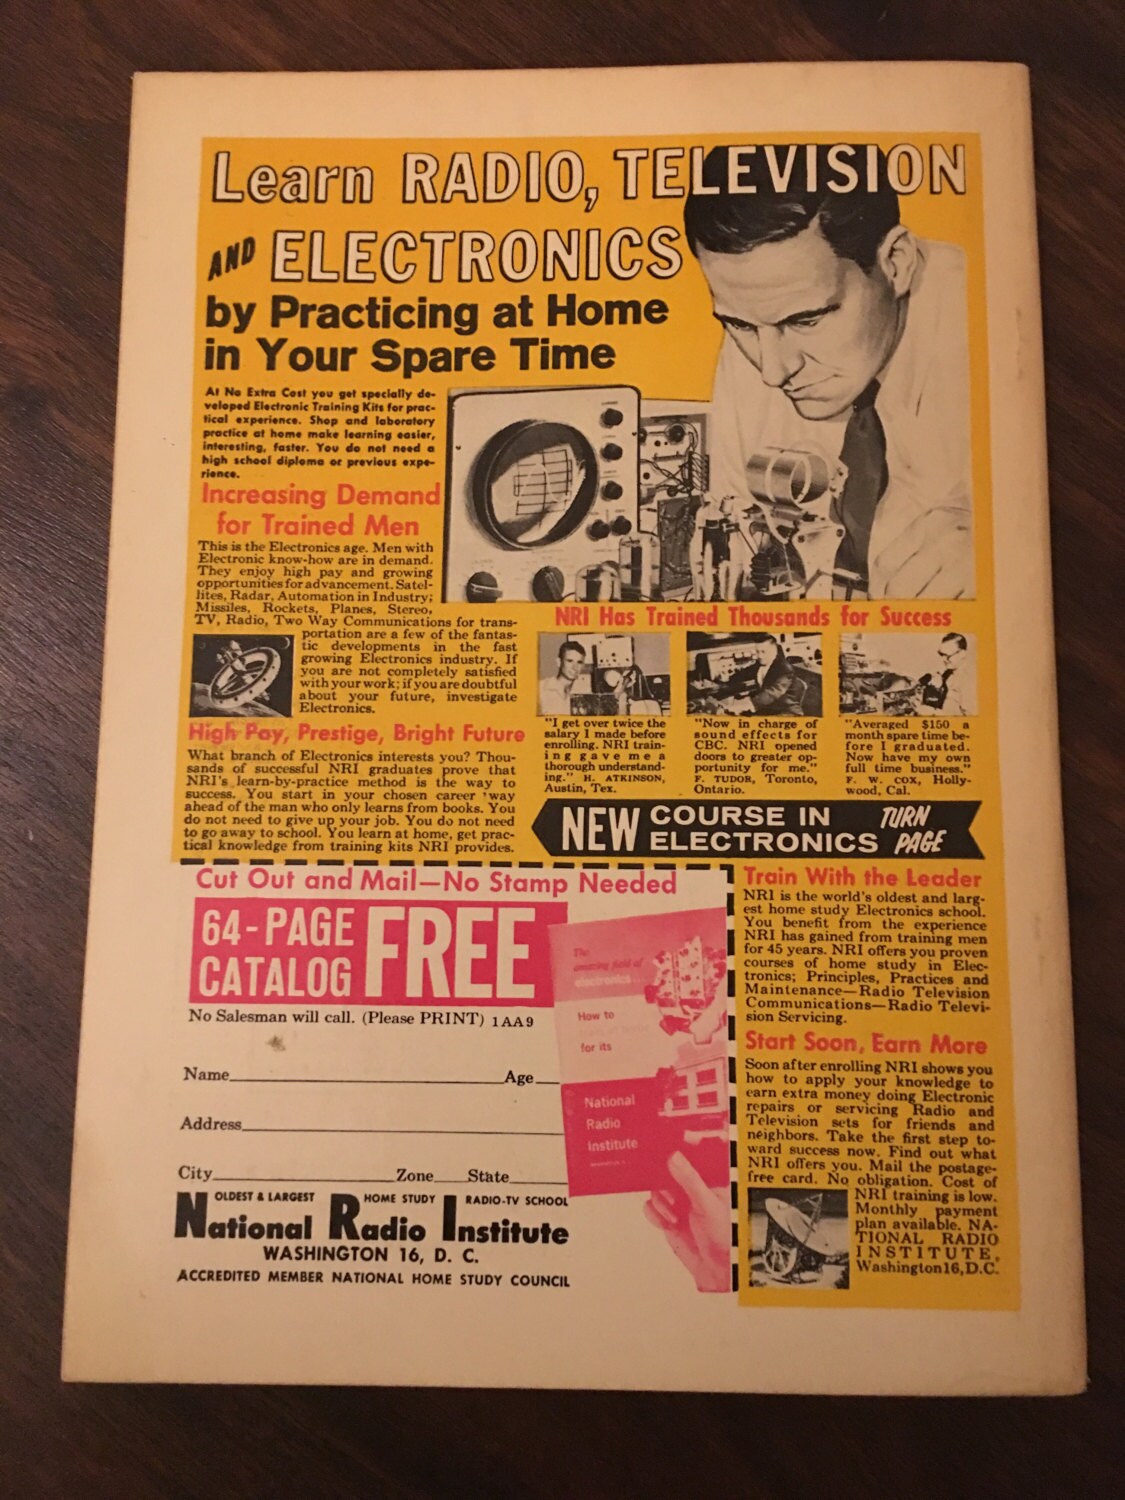 Learn RADIO, TELEVISION
AND ELECTRONICS
by Practicing at Home
in Your Spare Time
At No Extra Cost you get specially de-
veloped Electronic Training Kits for prac-
tical experience. Shop and laboratory
practice at home make learning easier,
interesting, faster. You do not need a
high school diploma or previous expe-
rience.
Increasing Demand
for Trained Men
This is the Electronics age. Men with
Electronic know-how are in demand.
They enjoy high pay and growing
opportunities for advancement. Satel-
lites, Radar, Automation in Industry;
Missiles, Rockets, Planes, Stereo,
TV, Radio, Two Way Communications for trans-
portation are a few of the fantas-
tic developments in the fast
growing Electronics industry. If
you are not completely satisfied
with your work; if you are doubtful
about your future, investigate
Electronics.
High Pay, Prestige, Bright Future
What branch of Electronics interests you? Thou-
sands of successful NRI graduates prove that
NRI's learn-by-practice method is the way to
success. You start in your chosen career way
ahead of the man who only learns from books. You
do not need to give up your job. You do not need
to go away to school. You learn at home, get prac-
tical knowledge from training kits NRI provides.
NRI Has Trained Thousands for Success
"I get over twice the
salary I made before
enrolling. NRI train-
ing gave me a
thorough understand-
ing." H. ATKINSON,
Austin, Tex.
"Now in charge of
sound effects for
CBC. NRI opened
doors to greater op-
portunity for me."
F. TUDOR, Toronto,
Ontario.
"Averaged $150 a
month spare time be-
fore I graduated.
Now have my own
full time business."
F. W. COX, Holly-
wood, Cal.
NEW COURSE IN
ELECTRONICS
TURN
PAGE
Cut Out and Mail—No Stamp Needed
64-PAGE
CATALOG
FREE
No Salesman will call. (Please PRINT) 1AA9
Name Age
Address
City Zone State
OLDEST & LARGEST HOME STUDY RADIO-TV SCHOOL
National Radio Institute
WASHINGTON 16, D. C.
ACCREDITED MEMBER NATIONAL HOME STUDY COUNCIL
The
amazing field of
electronics
How to
for its
National
Radio
Institute
Train With the Leader
NRI is the world's oldest and larg-
est home study Electronics school.
You benefit from the experience
NRI has gained from training men
for 45 years. NRI offers you proven
courses of home study in Elec-
tronics; Principles, Practices and
Maintenance—Radio Television
Communications—Radio Televi-
sion Servicing.
Start Soon, Earn More
Soon after enrolling NRI shows you
how to apply your knowledge to
earn extra money doing Electronic
repairs or servicing Radio and
Television sets for friends and
neighbors. Take the first step to-
ward success now. Find out what
NRI offers you. Mail the postage-
free card. No obligation. Cost of
NRI training is low.
Monthly payment
plan available. NA-
TIONAL RADIO
INSTITUTE,
Washington 16, D.C.